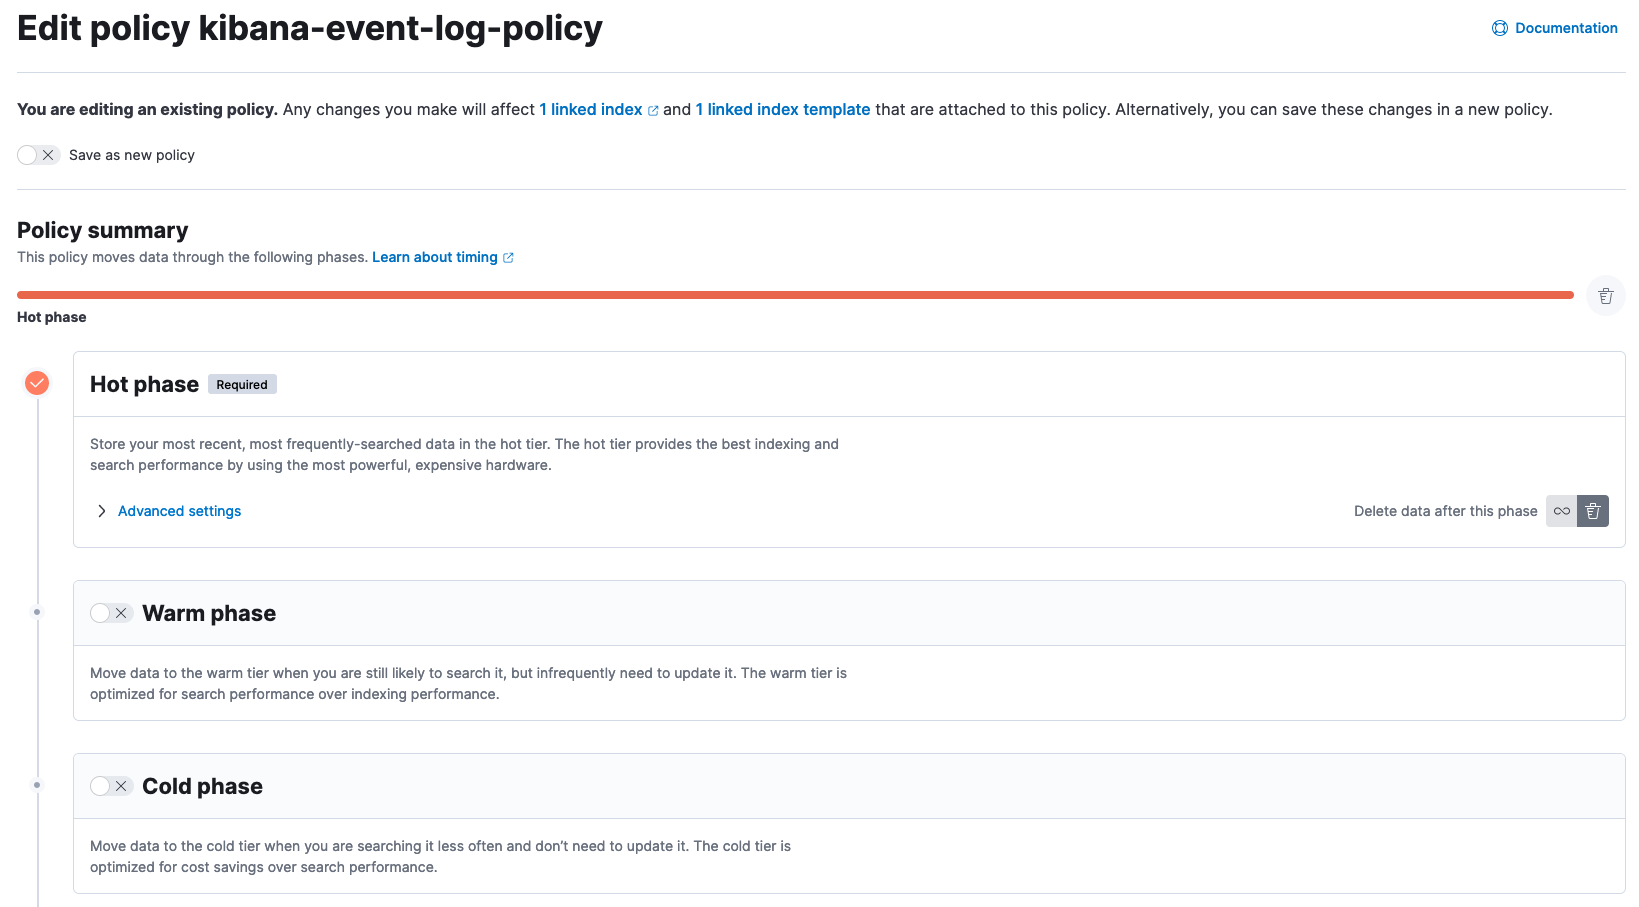 Edit policy kibana-event-log-policy
Documentation
You are editing an existing policy. Any changes you make will affect 1 linked index and 1 linked index template that are attached to this policy. Alternatively, you can save these changes in a new policy.
Save as new policy
Policy summary
This policy moves data through the following phases. Learn about timing
Hot phase
Hot phase Required
Store your most recent, most frequently-searched data in the hot tier. The hot tier provides the best indexing and
search performance by using the most powerful, expensive hardware.
Advanced settings
Delete data after this phase
Warm phase
Move data to the warm tier when you are still likely to search it, but infrequently need to update it. The warm tier is
optimized for search performance over indexing performance.
Cold phase
Move data to the cold tier when you are searching it less often and don’t need to update it. The cold tier is
optimized for cost savings over search performance.